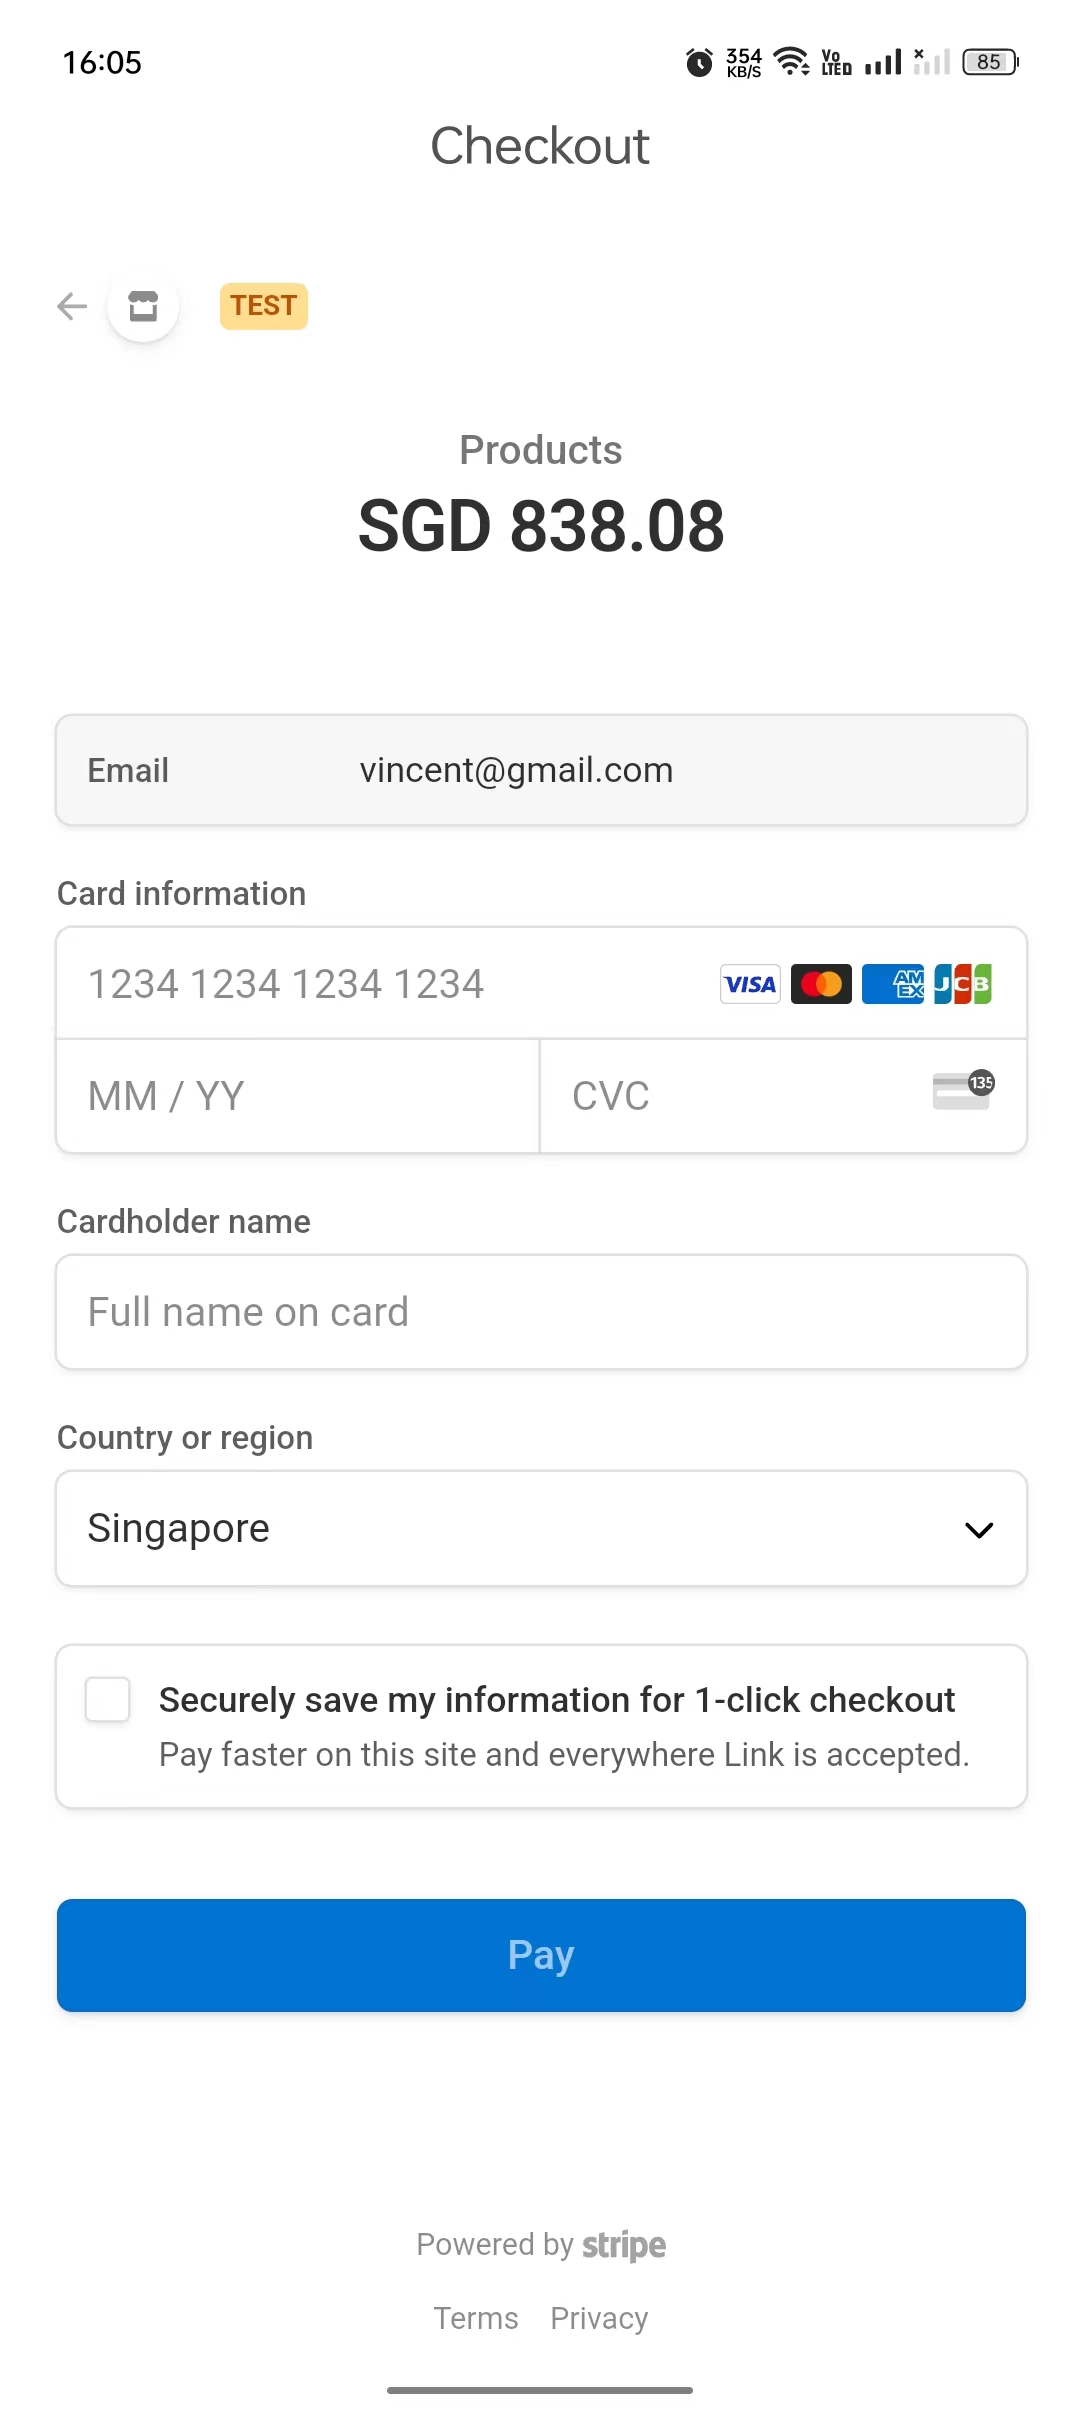 16:05 354 KB/S Vo LTED 85
Checkout
TEST
Products
SGD 838.08
Email vincent@gmail.com
Card information
1234 1234 1234 1234 VISA AMEX JCB
MM / YY CVC 135
Cardholder name
Full name on card
Country or region
Singapore
Securely save my information for 1-click checkout
Pay faster on this site and everywhere Link is accepted.
Pay
Powered by stripe
Terms Privacy